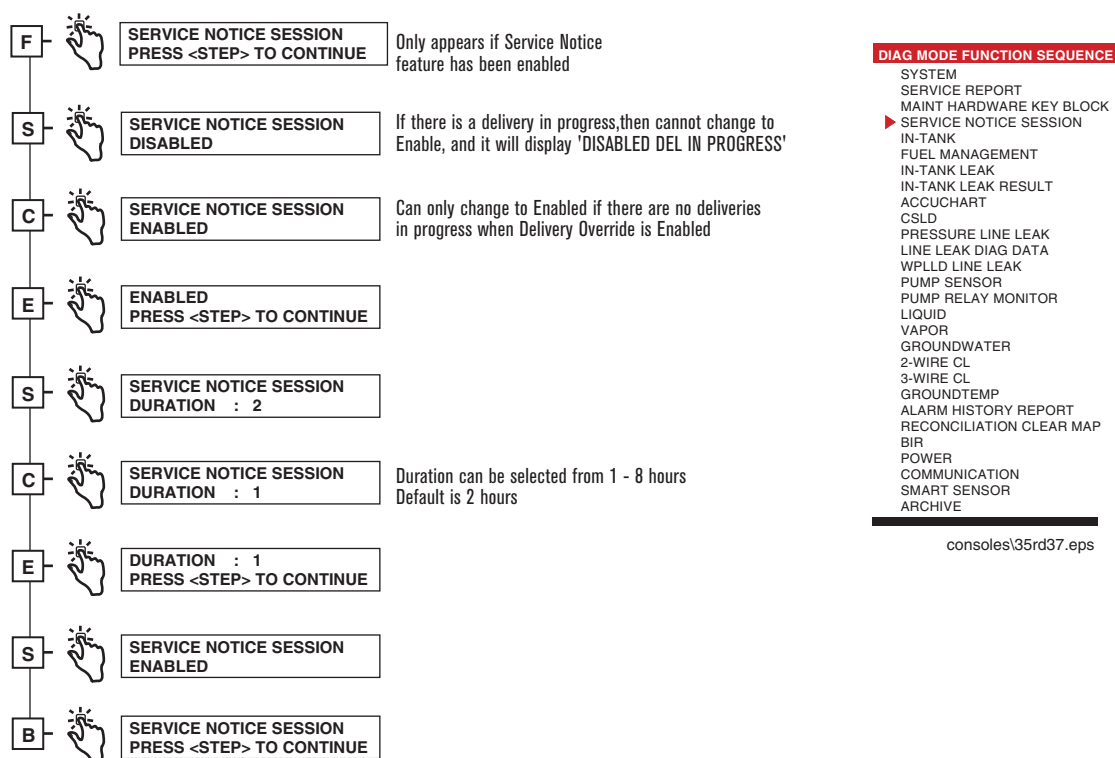 F
SERVICE NOTICE SESSION
PRESS <STEP> TO CONTINUE
Only appears if Service Notice
feature has been enabled
S
SERVICE NOTICE SESSION
DISABLED
If there is a delivery in progress,then cannot change to
Enable, and it will display 'DISABLED DEL IN PROGRESS'
C
SERVICE NOTICE SESSION
ENABLED
Can only change to Enabled if there are no deliveries
in progress when Delivery Override is Enabled
E
ENABLED
PRESS <STEP> TO CONTINUE
S
SERVICE NOTICE SESSION
DURATION : 2
C
SERVICE NOTICE SESSION
DURATION : 1
Duration can be selected from 1 - 8 hours
Default is 2 hours
E
DURATION : 1
PRESS <STEP> TO CONTINUE
S
SERVICE NOTICE SESSION
ENABLED
B
SERVICE NOTICE SESSION
PRESS <STEP> TO CONTINUE
DIAG MODE FUNCTION SEQUENCE
SYSTEM
SERVICE REPORT
MAINT HARDWARE KEY BLOCK
SERVICE NOTICE SESSION
IN-TANK
FUEL MANAGEMENT
IN-TANK LEAK
IN-TANK LEAK RESULT
ACCUCHART
CSLD
PRESSURE LINE LEAK
LINE LEAK DIAG DATA
WPLLD LINE LEAK
PUMP SENSOR
PUMP RELAY MONITOR
LIQUID
VAPOR
GROUNDWATER
2-WIRE CL
3-WIRE CL
GROUNDTEMP
ALARM HISTORY REPORT
RECONCILIATION CLEAR MAP
BIR
POWER
COMMUNICATION
SMART SENSOR
ARCHIVE
consoles\35rd37.eps